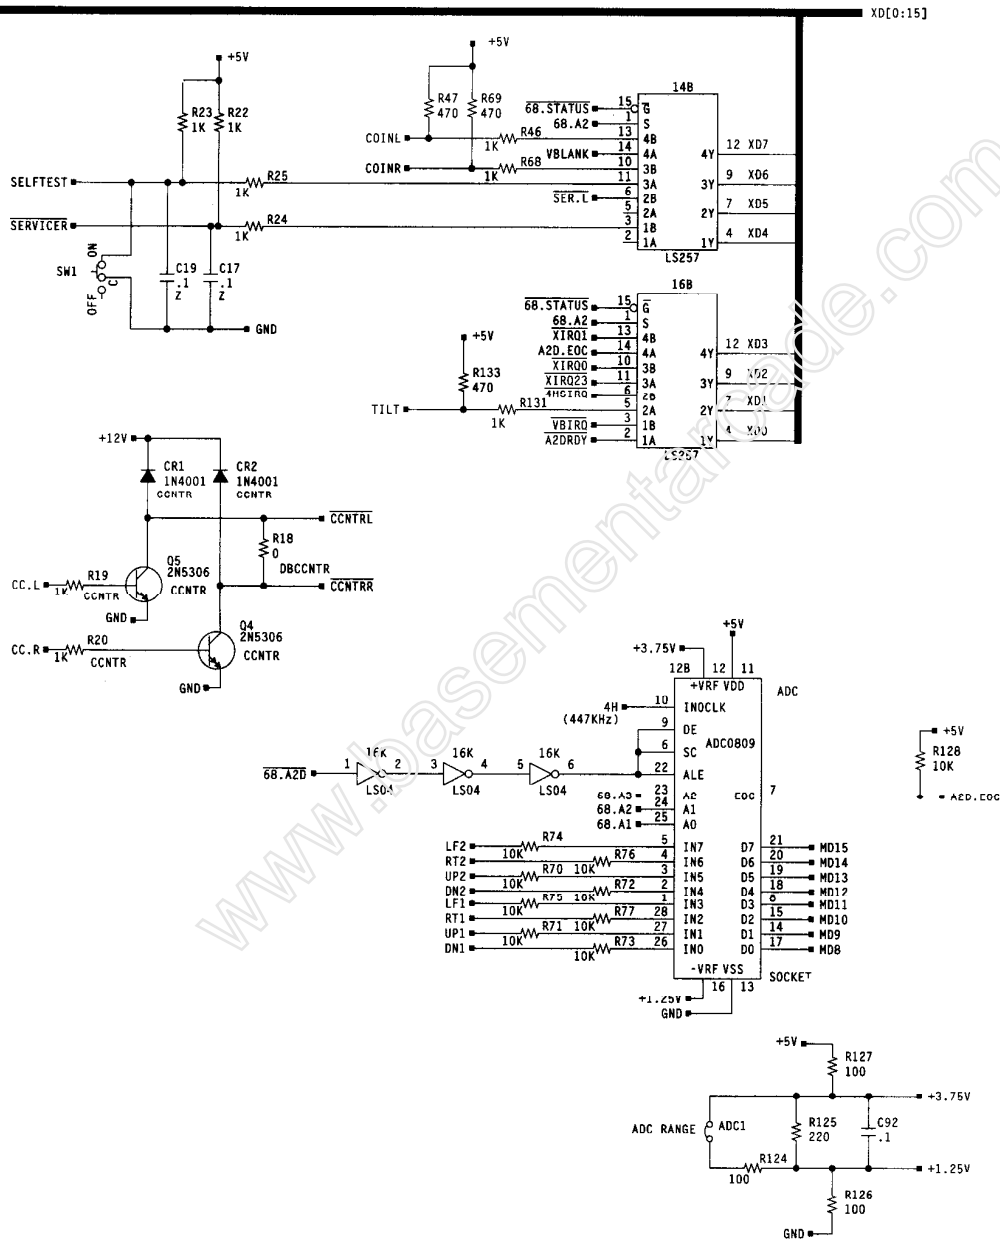 XD[0:15]
+5V
+5V
R23
1K
R22
1K
R47
470
R69
470
14B
68.STATUS 15 G
68.A2 1 S
COINL 1K R46 13 4B
VBLANK 14 4A 4Y 12 XD7
COINR 1K R68 10 3B
SELFTEST 1K R25 11 3A 3Y 9 XD6
SER.L 6 2B
5 2A 2Y 7 XD5
SERVICER 1K R24 3 1B
2 1A 1Y 4 XD4
LS257
SW1
ON
C
OFF
C19
.1
Z
C17
.1
Z
GND
16B
68.STATUS 15 G
68.A2 1 S
XIRQ1 13 4B
A2D.EOC 14 4A 4Y 12 XD3
XIRQ0 10 3B
XIRQ23 11 3A 3Y 9 XD2
6 2B
+5V
R133
470
TILT 1K R131 5 2A 2Y 7 XD1
VBIRQ 3 1B
A2DRDY 2 1A 1Y 4 XD0
LS257
+12V
CR1
1N4001
CCNTR
CR2
1N4001
CCNTR
CCNTRL
R18
0
DBCCNTR
CCNTRR
CC.L 1K R19
CCNTR
Q5
2N5306
CCNTR
GND
CC.R 1K R20
CCNTR
Q4
2N5306
CCNTR
GND
+5V
+3.75V
12B 12 11
+VRF VDD
ADC
4H
(447KHz)
10 INOCLK
9 DE
ADC0809
6 SC
22 ALE
68.A2D 1 16K 2 LS04
3 16K 4 LS04
5 16K 6 LS04
68.A3 23 A2 EOC 7
68.A2 24 A1
68.A1 25 A0
+5V
R128
10K
A2D.EOC
LF2 10K R74 5 IN7 D7 21 MD15
RT2 10K R76 4 IN6 D6 20 MD14
UP2 10K R70 3 IN5 D5 19 MD13
DN2 10K R72 2 IN4 D4 18 MD12
LF1 10K R75 1 IN3 D3 8 MD11
RT1 10K R77 28 IN2 D2 15 MD10
UP1 10K R71 27 IN1 D1 14 MD9
DN1 10K R73 26 IN0 D0 17 MD8
-VRF VSS
SOCKET
+1.25V 16 13
GND
+5V
R127
100
+3.75V
ADC RANGE ADC1
R125
220
C92
.1
R124
100
+1.25V
R126
100
GND
www.basementarcade.com